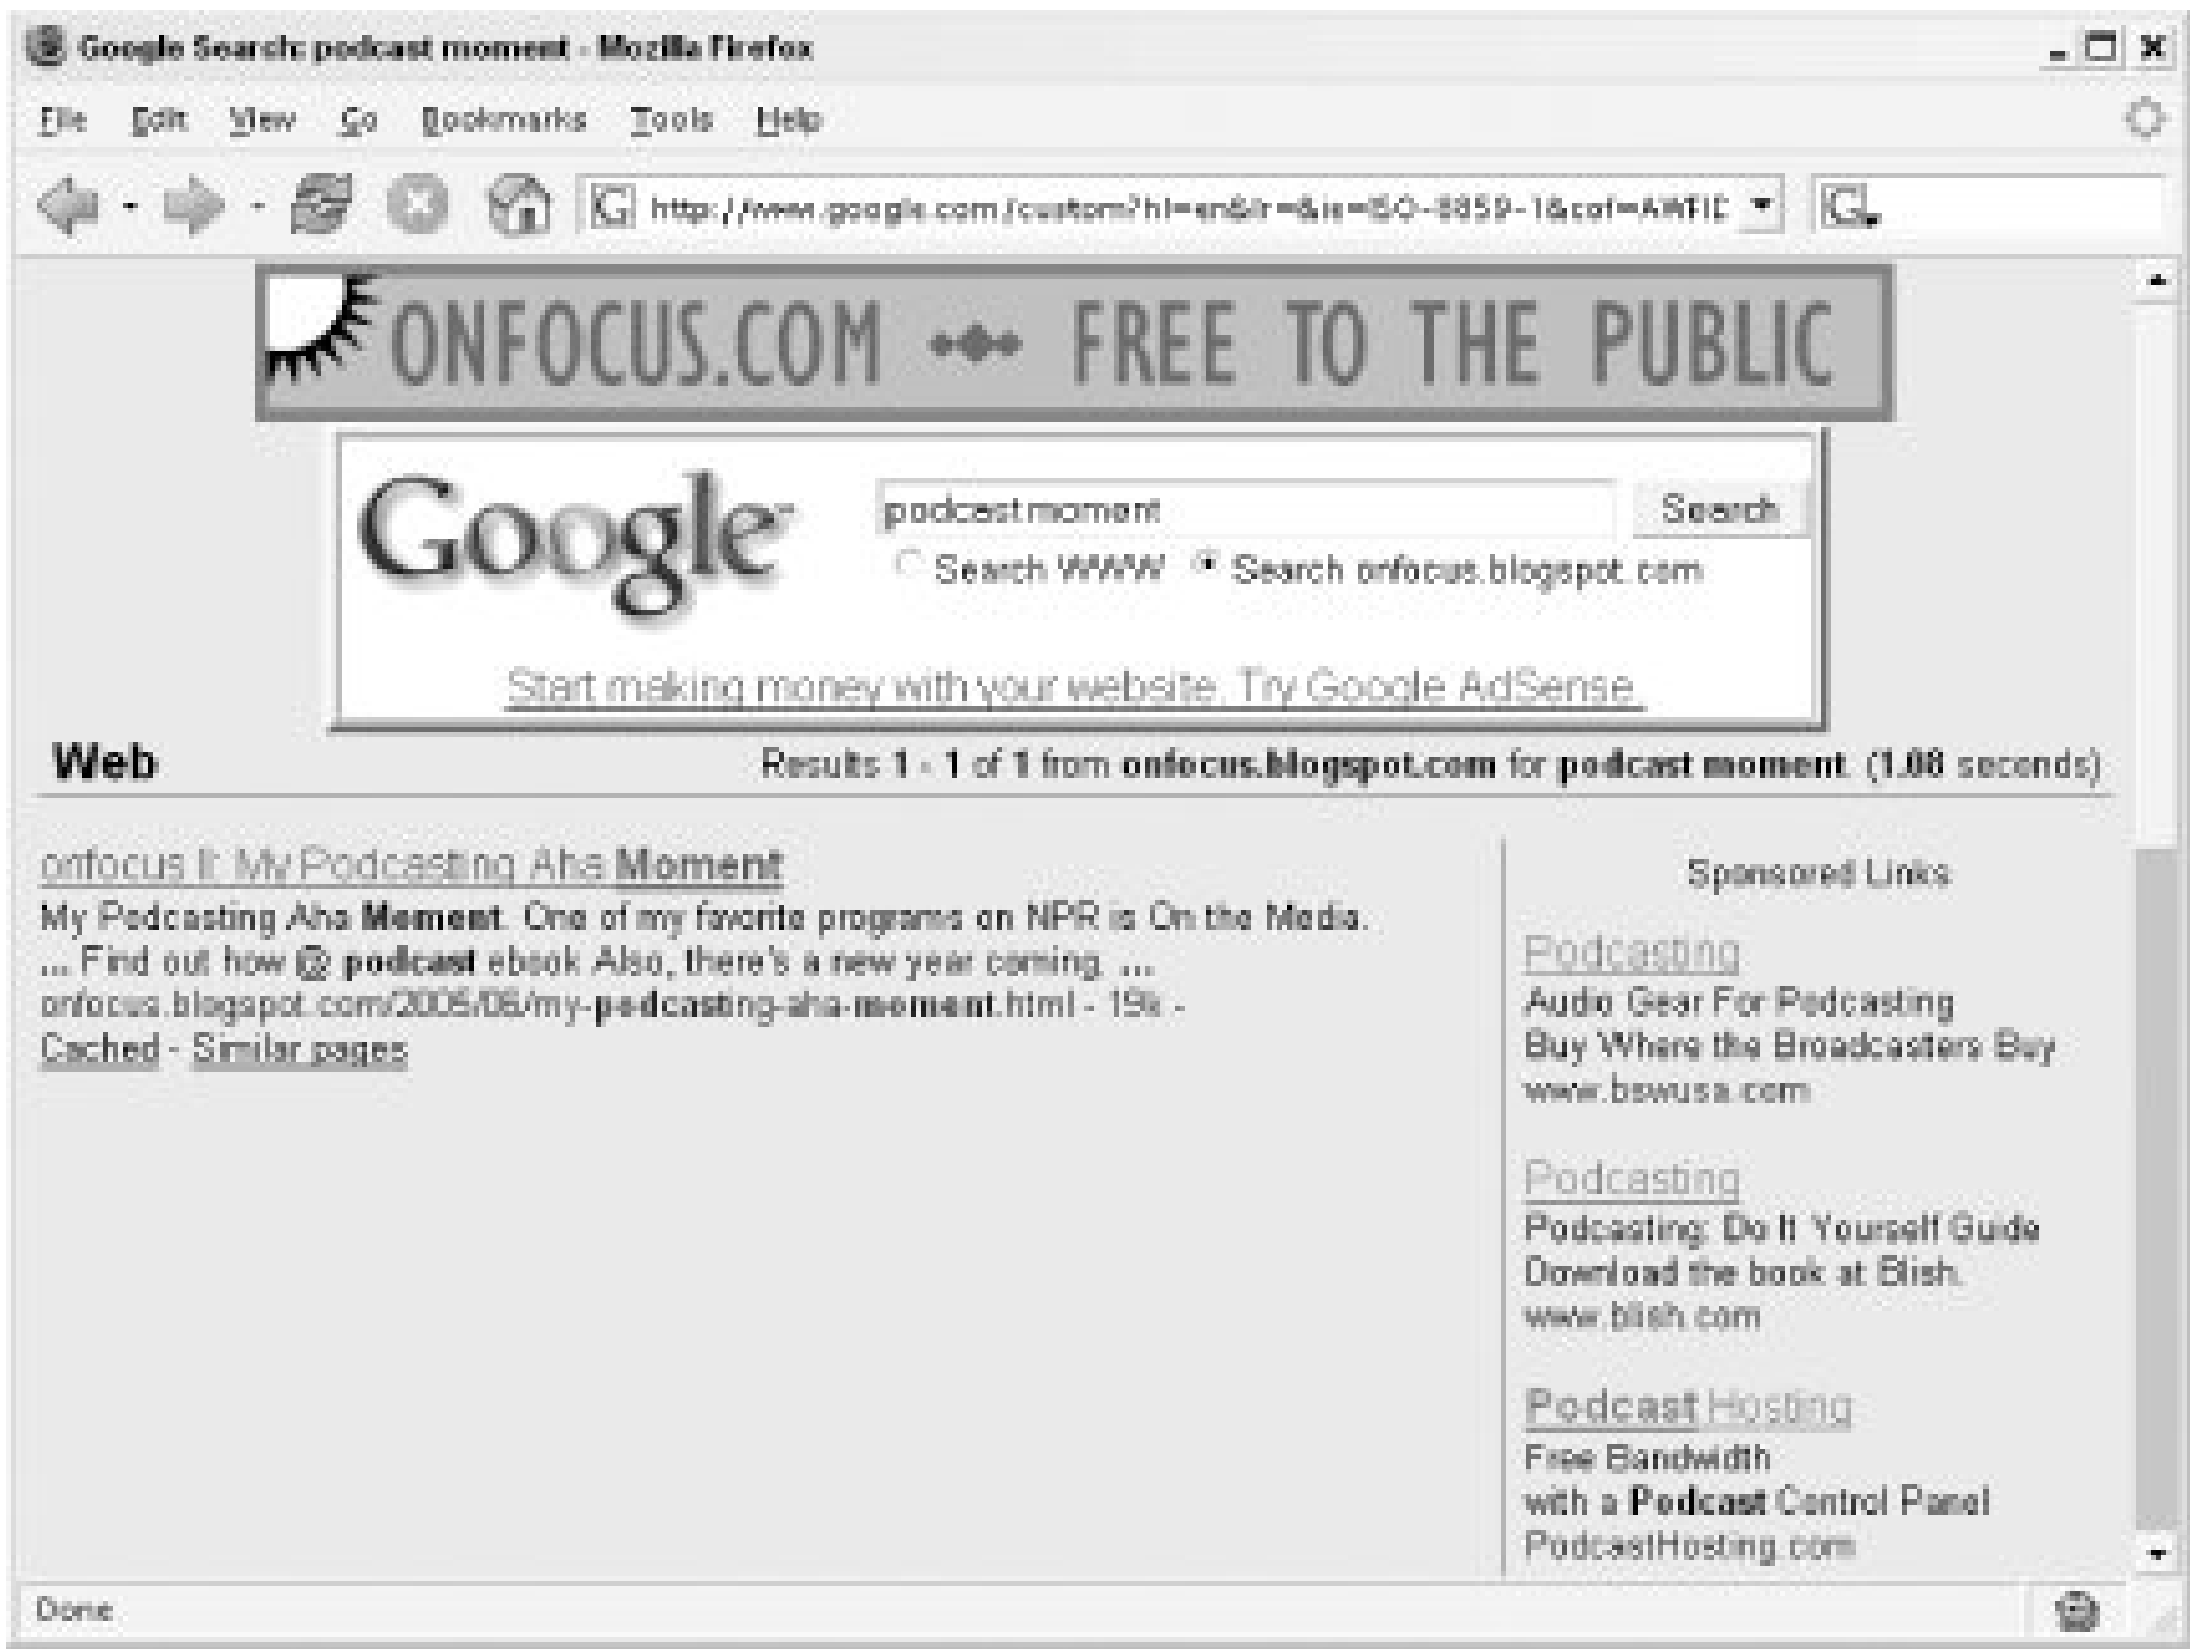 Google Search: podcast moment - Mozilla Firefox
File Edit View Go Bookmarks Tools Help
http://www.google.com/custom?hl=en&lr=&ie=ISO-8859-1&cof=AWFID
ONFOCUS.COM FREE TO THE PUBLIC
Google
podcast moment Search
Search WWW Search onfocus.blogspot.com
Start making money with your website. Try Google AdSense.
Web Results 1 - 1 of 1 from onfocus.blogspot.com for podcast moment. (1.08 seconds)
onfocus II: My Podcasting Aha Moment
My Podcasting Aha Moment. One of my favorite programs on NPR is On the Media.
... Find out how @ podcast ebook Also, there's a new year coming. ...
onfocus.blogspot.com/2005/06/my-podcasting-aha-moment.html - 19k -
Cached - Similar pages
Sponsored Links
Podcasting
Audio Gear For Podcasting
Buy Where the Broadcasters Buy
www.bswusa.com
Podcasting
Podcasting: Do It Yourself Guide
Download the book at Blish.
www.blish.com
Podcast Hosting
Free Bandwidth
with a Podcast Control Panel
PodcastHosting.com
Done